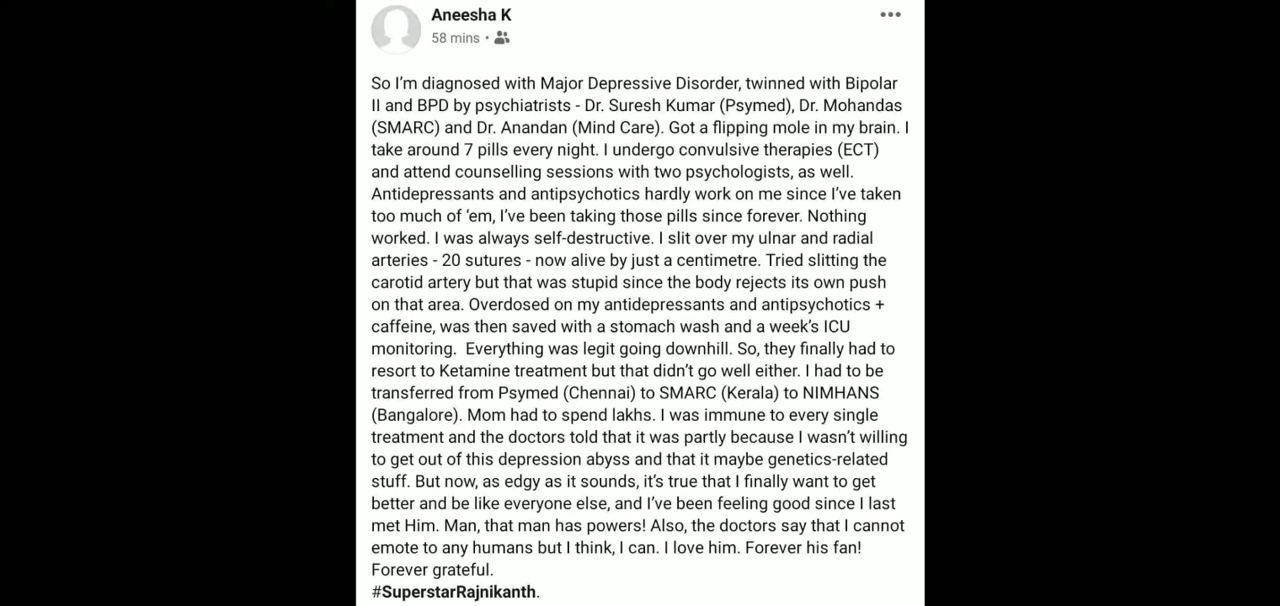 Aneesha K
58 mins •
So I’m diagnosed with Major Depressive Disorder, twinned with Bipolar
II and BPD by psychiatrists - Dr. Suresh Kumar (Psymed), Dr. Mohandas
(SMARC) and Dr. Anandan (Mind Care). Got a flipping mole in my brain. I
take around 7 pills every night. I undergo convulsive therapies (ECT)
and attend counselling sessions with two psychologists, as well.
Antidepressants and antipsychotics hardly work on me since I’ve taken
too much of ‘em, I’ve been taking those pills since forever. Nothing
worked. I was always self-destructive. I slit over my ulnar and radial
arteries - 20 sutures - now alive by just a centimetre. Tried slitting the
carotid artery but that was stupid since the body rejects its own push
on that area. Overdosed on my antidepressants and antipsychotics +
caffeine, was then saved with a stomach wash and a week’s ICU
monitoring.  Everything was legit going downhill. So, they finally had to
resort to Ketamine treatment but that didn’t go well either. I had to be
transferred from Psymed (Chennai) to SMARC (Kerala) to NIMHANS
(Bangalore). Mom had to spend lakhs. I was immune to every single
treatment and the doctors told that it was partly because I wasn’t willing
to get out of this depression abyss and that it maybe genetics-related
stuff. But now, as edgy as it sounds, it’s true that I finally want to get
better and be like everyone else, and I’ve been feeling good since I last
met Him. Man, that man has powers! Also, the doctors say that I cannot
emote to any humans but I think, I can. I love him. Forever his fan!
Forever grateful.
#SuperstarRajnikanth.